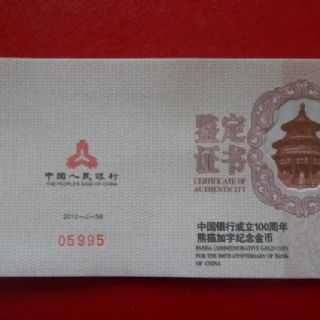 中国人民银行
THE PEOPLE'S BANK OF CHINA
2012-J-58
05995
鉴定
证书
CERTIFICATE OF
AUTHENTICITY
中国银行成立100周年
熊猫加字纪念金币
PANDA COMMEMORATIVE GOLD COIN
FOR THE 100TH ANNIVERSARY OF BANK
OF CHINA